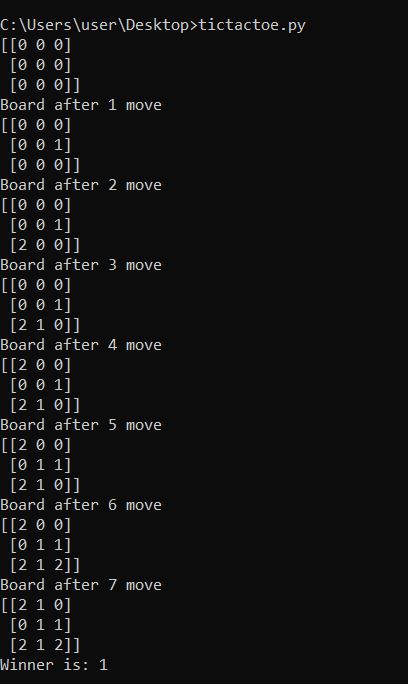 C:\Users\user\Desktop>tictactoe.py
[[0 0 0]
 [0 0 0]
 [0 0 0]]
Board after 1 move
[[0 0 0]
 [0 0 1]
 [0 0 0]]
Board after 2 move
[[0 0 0]
 [0 0 1]
 [2 0 0]]
Board after 3 move
[[0 0 0]
 [0 0 1]
 [2 1 0]]
Board after 4 move
[[2 0 0]
 [0 0 1]
 [2 1 0]]
Board after 5 move
[[2 0 0]
 [0 1 1]
 [2 1 0]]
Board after 6 move
[[2 0 0]
 [0 1 1]
 [2 1 2]]
Board after 7 move
[[2 1 0]
 [0 1 1]
 [2 1 2]]
Winner is: 1